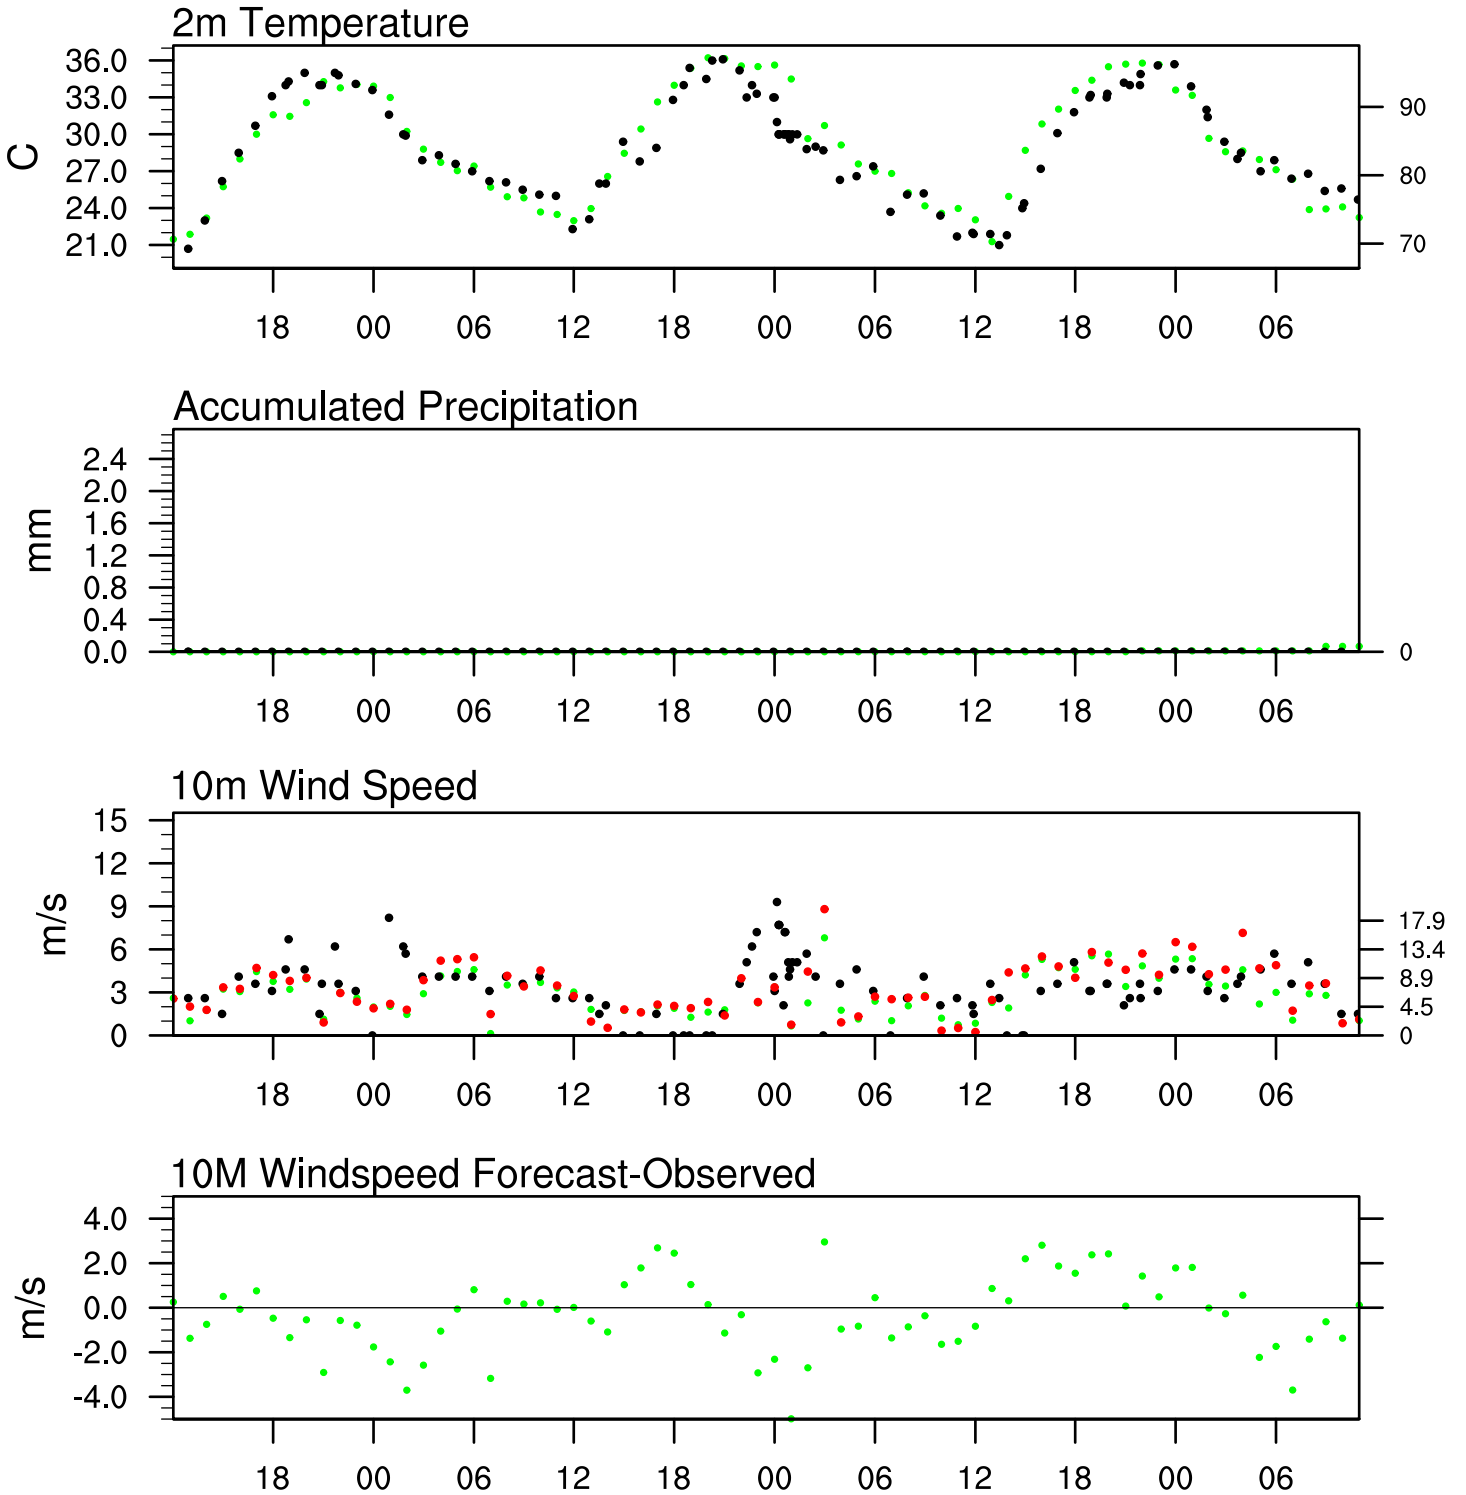 2m Temperature
36.0
33.0
30.0
27.0
24.0
21.0
C
90
80
70
18 00 06 12 18 00 06 12 18 00 06
Accumulated Precipitation
2.4
2.0
1.6
1.2
0.8
0.4
0.0
mm
0
18 00 06 12 18 00 06 12 18 00 06
10m Wind Speed
15
12
9
6
3
0
m/s
17.9
13.4
8.9
4.5
0
18 00 06 12 18 00 06 12 18 00 06
10M Windspeed Forecast-Observed
4.0
2.0
0.0
-2.0
-4.0
m/s
18 00 06 12 18 00 06 12 18 00 06